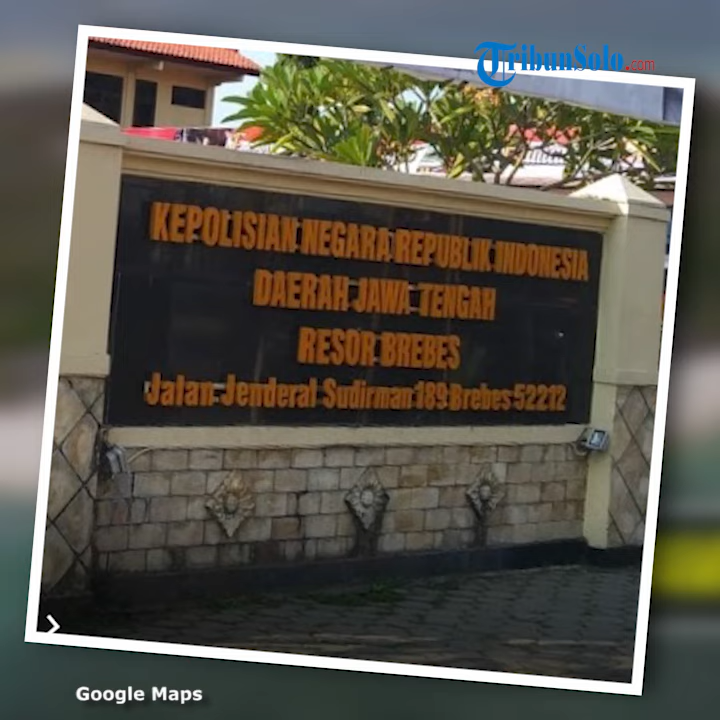 TribunSolo.com
KEPOLISIAN NEGARA REPUBLIK INDONESIA
DAERAH JAWA TENGAH
RESOR BREBES
Jalan Jenderal Sudirman 189 Brebes 52212
Google Maps